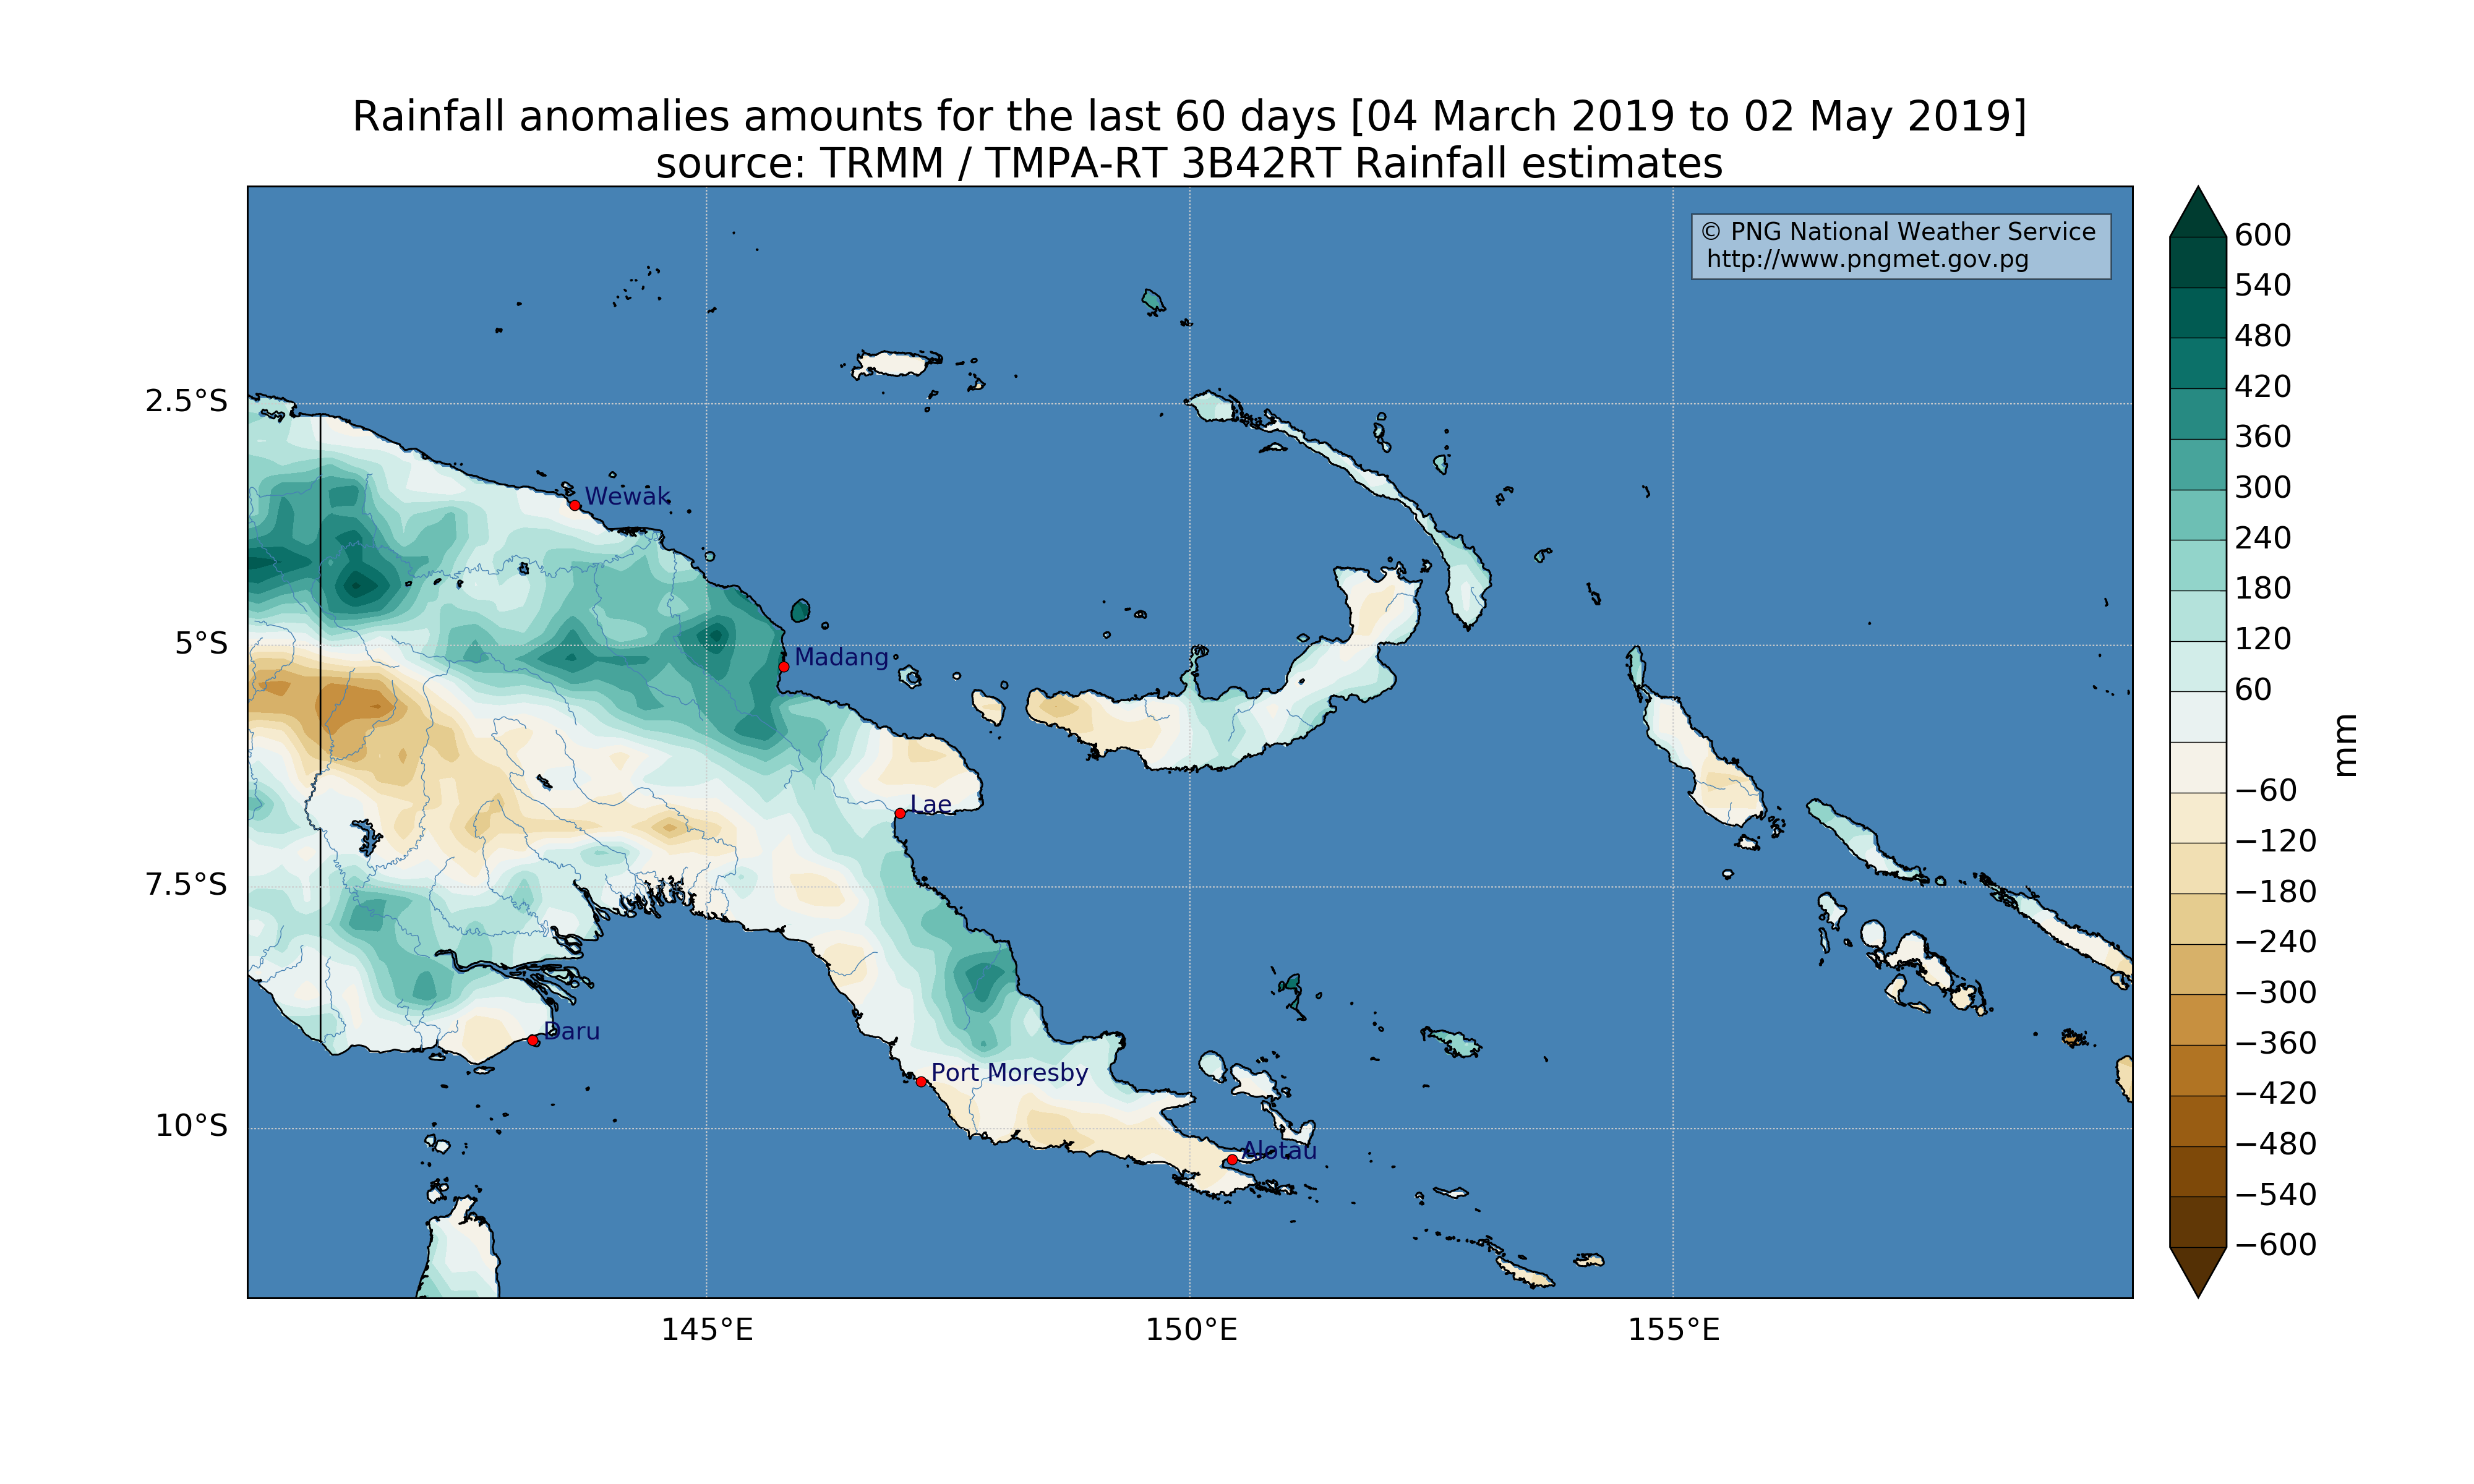 Rainfall anomalies amounts for the last 60 days [04 March 2019 to 02 May 2019]
source: TRMM / TMPA-RT 3B42RT Rainfall estimates
© PNG National Weather Service
http://www.pngmet.gov.pg
600
540
480
420
360
300
240
180
120
60
−60
−120
−180
−240
−300
−360
−420
−480
−540
−600
mm
2.5°S
5°S
7.5°S
10°S
Wewak
Madang
Lae
Daru
Port Moresby
Alotau
145°E
150°E
155°E